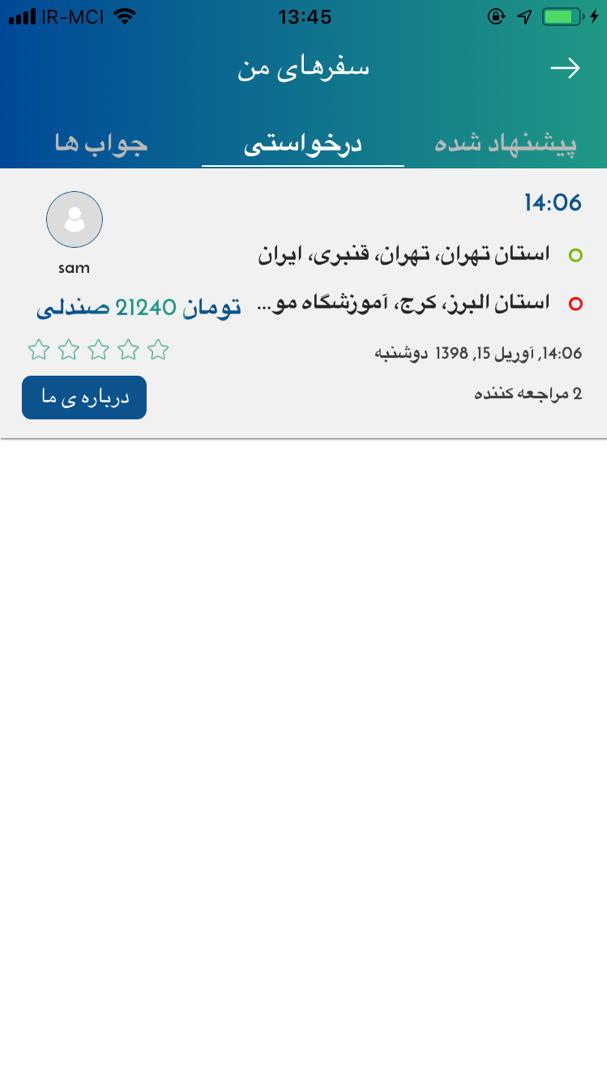 IR-MCI 13:45
سفرهای من
پیشنهاد شده درخواستی جواب ها
14:06
استان تهران، تهران، قنبری، ایران
sam
استان البرز، کرج، آموزشگاه مو...
تومان 21240 صندلی
14:06, آوریل 15, 1398 دوشنبه
2 مراجعه کننده
درباره ی ما